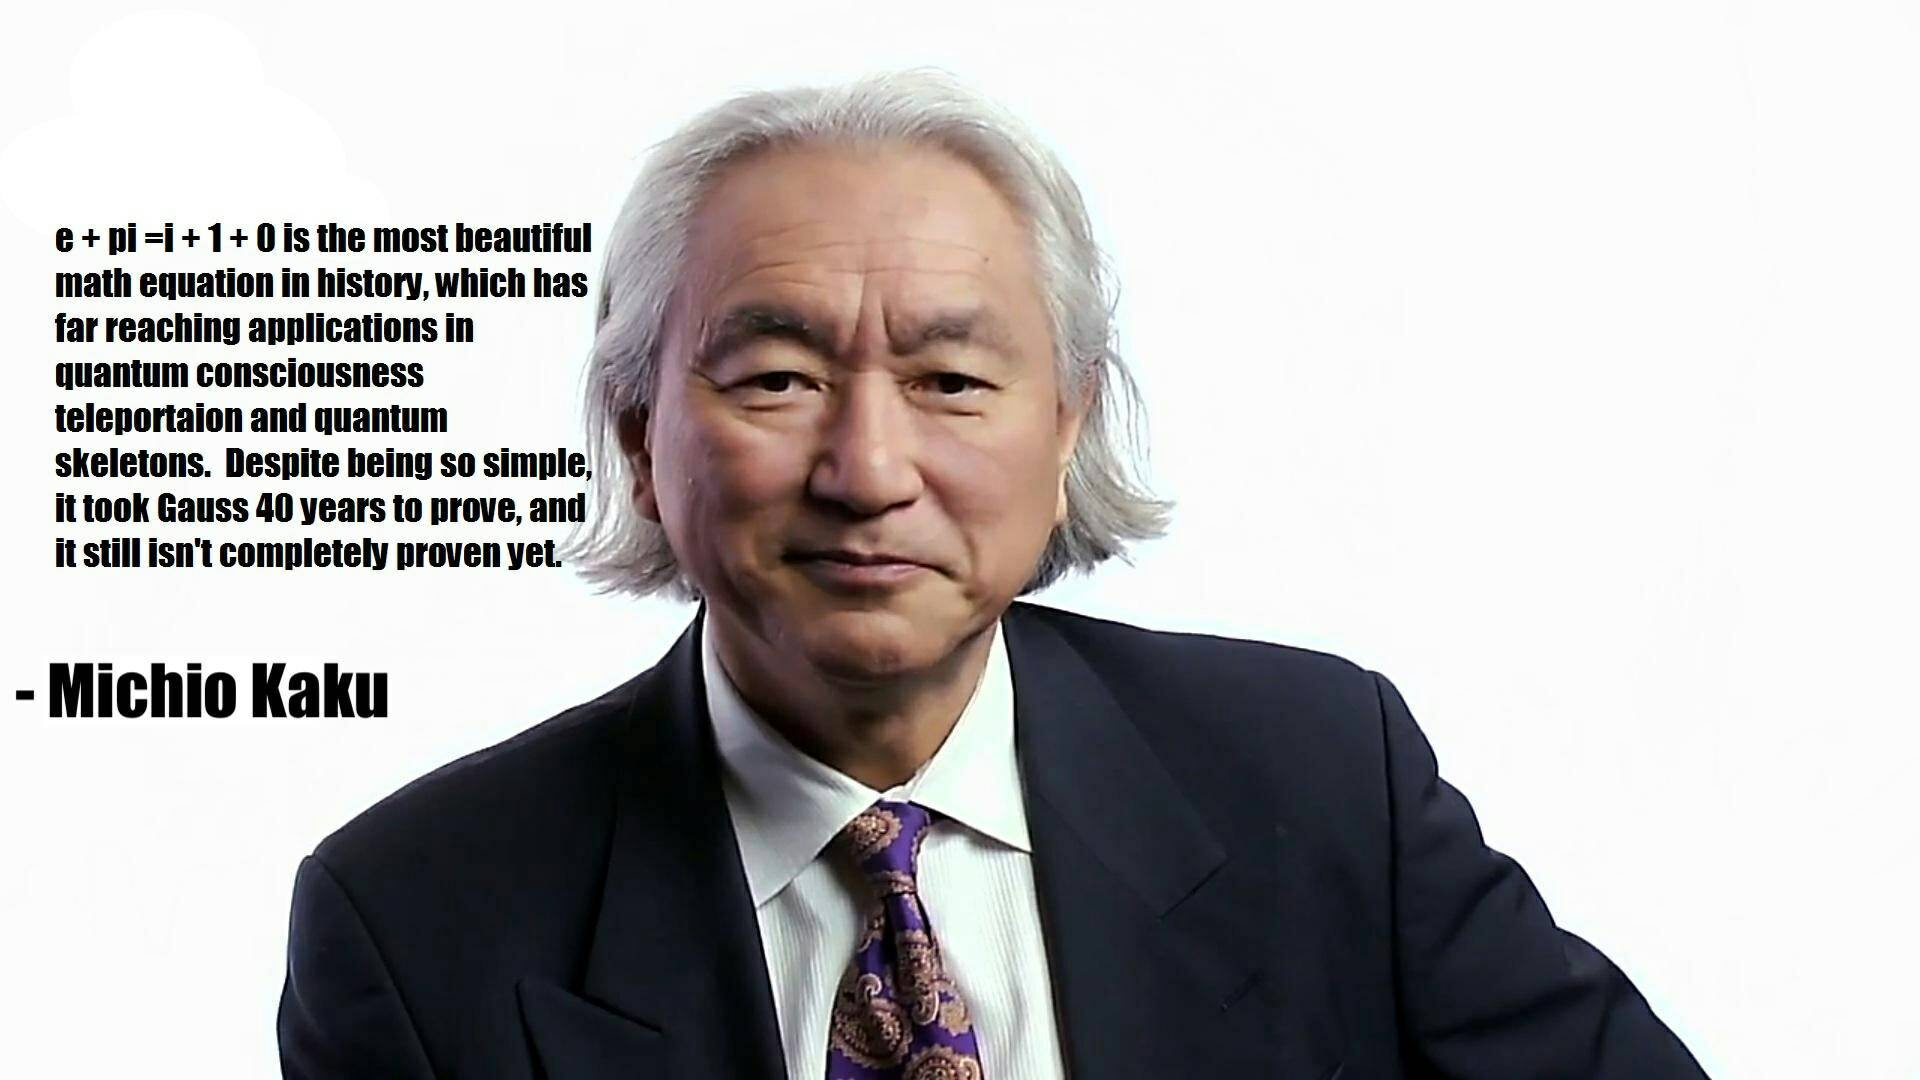 e + pi =i + 1 + 0 is the most beautiful
math equation in history, which has
far reaching applications in
quantum consciousness
teleportaion and quantum
skeletons.  Despite being so simple,
it took Gauss 40 years to prove, and
it still isn't completely proven yet.
- Michio Kaku